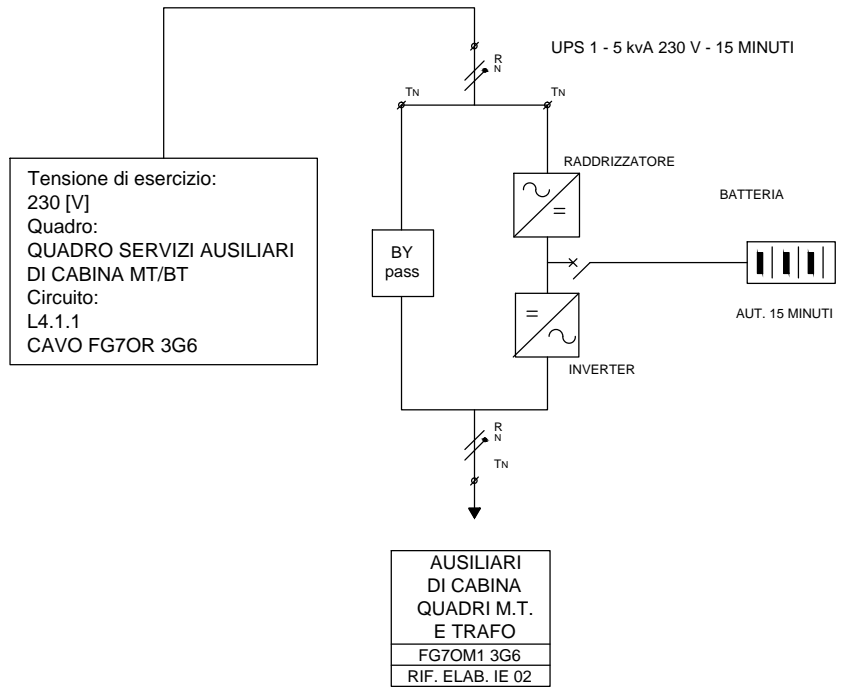 UPS 1 - 5 kvA 230 V - 15 MINUTI
R
N
TN
TN
Tensione di esercizio:
230 [V]
Quadro:
QUADRO SERVIZI AUSILIARI
DI CABINA MT/BT
Circuito:
L4.1.1
CAVO FG7OR 3G6
RADDRIZZATORE
BATTERIA
BY
pass
AUT. 15 MINUTI
INVERTER
R
N
TN
AUSILIARI
DI CABINA
QUADRI M.T.
E TRAFO
FG7OM1 3G6
RIF. ELAB. IE 02